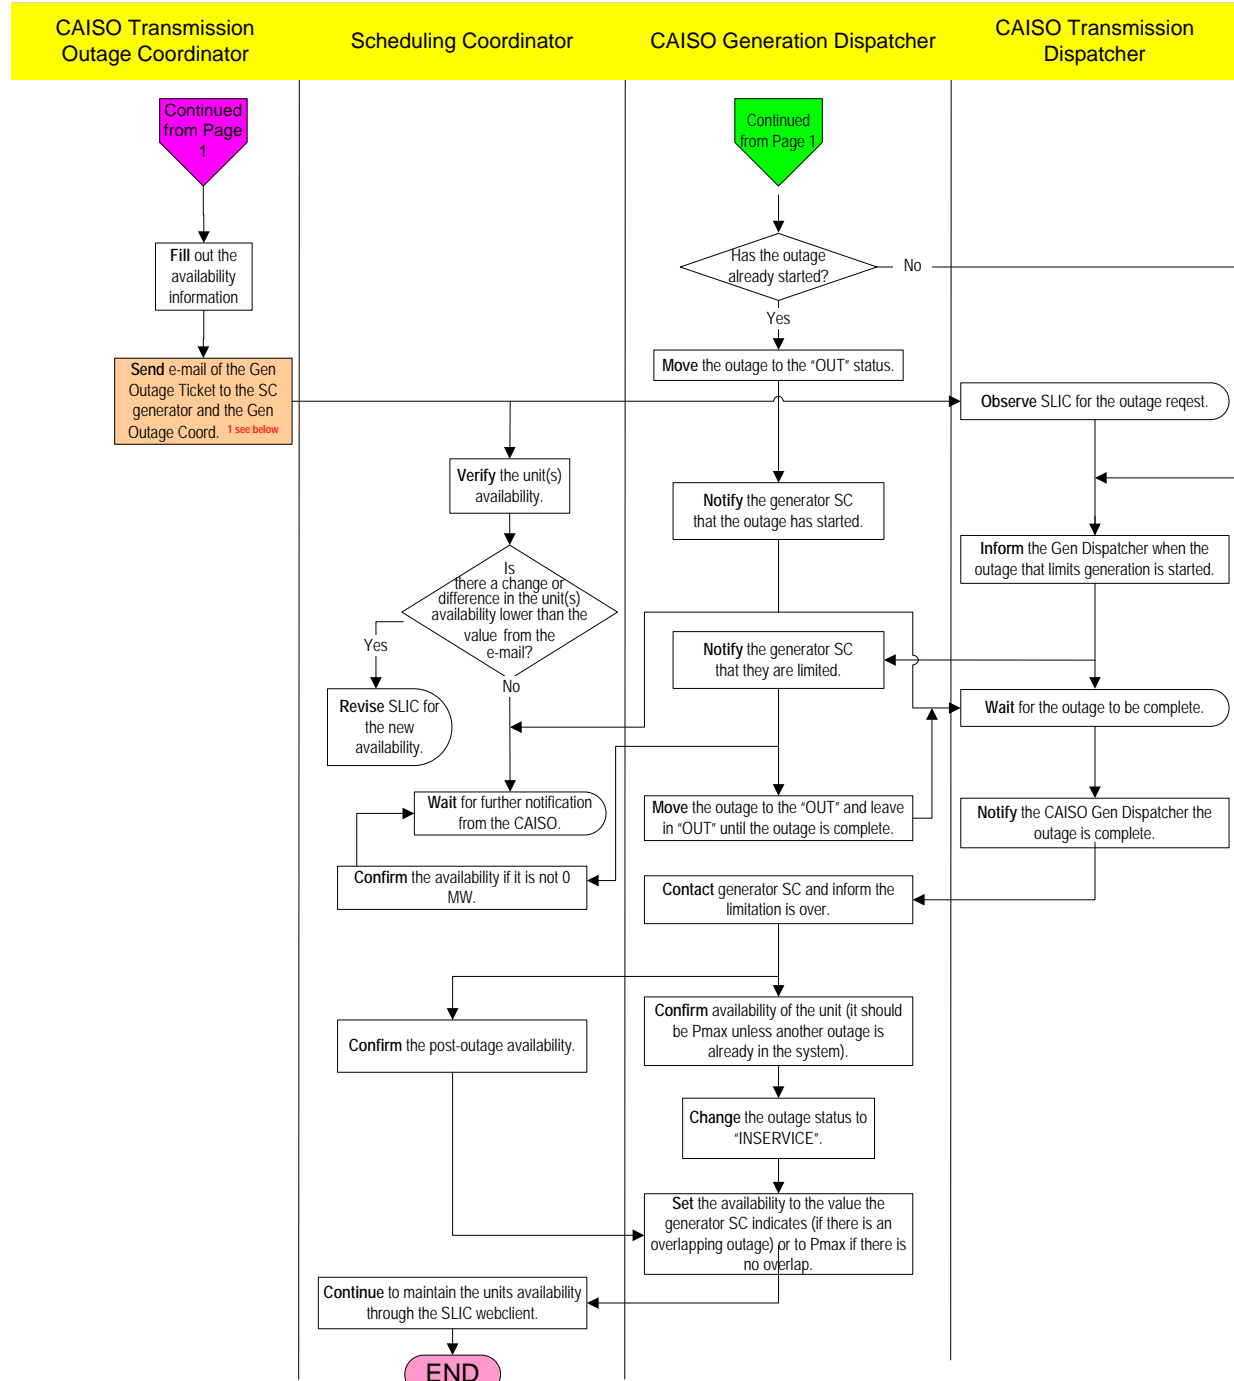 CAISO Transmission
Outage Coordinator
Scheduling Coordinator
CAISO Generation Dispatcher
CAISO Transmission
Dispatcher
Continued
from Page
1
Fill out the
availability
information
Send e-mail of the Gen
Outage Ticket to the SC
generator and the Gen
Outage Coord. 1 see below
Verify the unit(s)
availability.
Is
there a change or
difference in the unit(s)
availability lower than the
value from the
e-mail?
Yes
No
Revise SLIC for
the new
availability.
Wait for further notification
from the CAISO.
Confirm the availability if it is not 0
MW.
Confirm the post-outage availability.
Continue to maintain the units availability
through the SLIC webclient.
END
Continued
from Page 1
Has the outage
already started?
No
Yes
Move the outage to the "OUT" status.
Notify the generator SC
that the outage has started.
Notify the generator SC
that they are limited.
Move the outage to the "OUT" and leave
in "OUT" until the outage is complete.
Contact generator SC and inform the
limitation is over.
Confirm availability of the unit (it should
be Pmax unless another outage is
already in the system).
Change the outage status to
"INSERVICE".
Set the availability to the value the
generator SC indicates (if there is an
overlapping outage) or to Pmax if there is
no overlap.
Observe SLIC for the outage reqest.
Inform the Gen Dispatcher when the
outage that limits generation is started.
Wait for the outage to be complete.
Notify the CAISO Gen Dispatcher the
outage is complete.